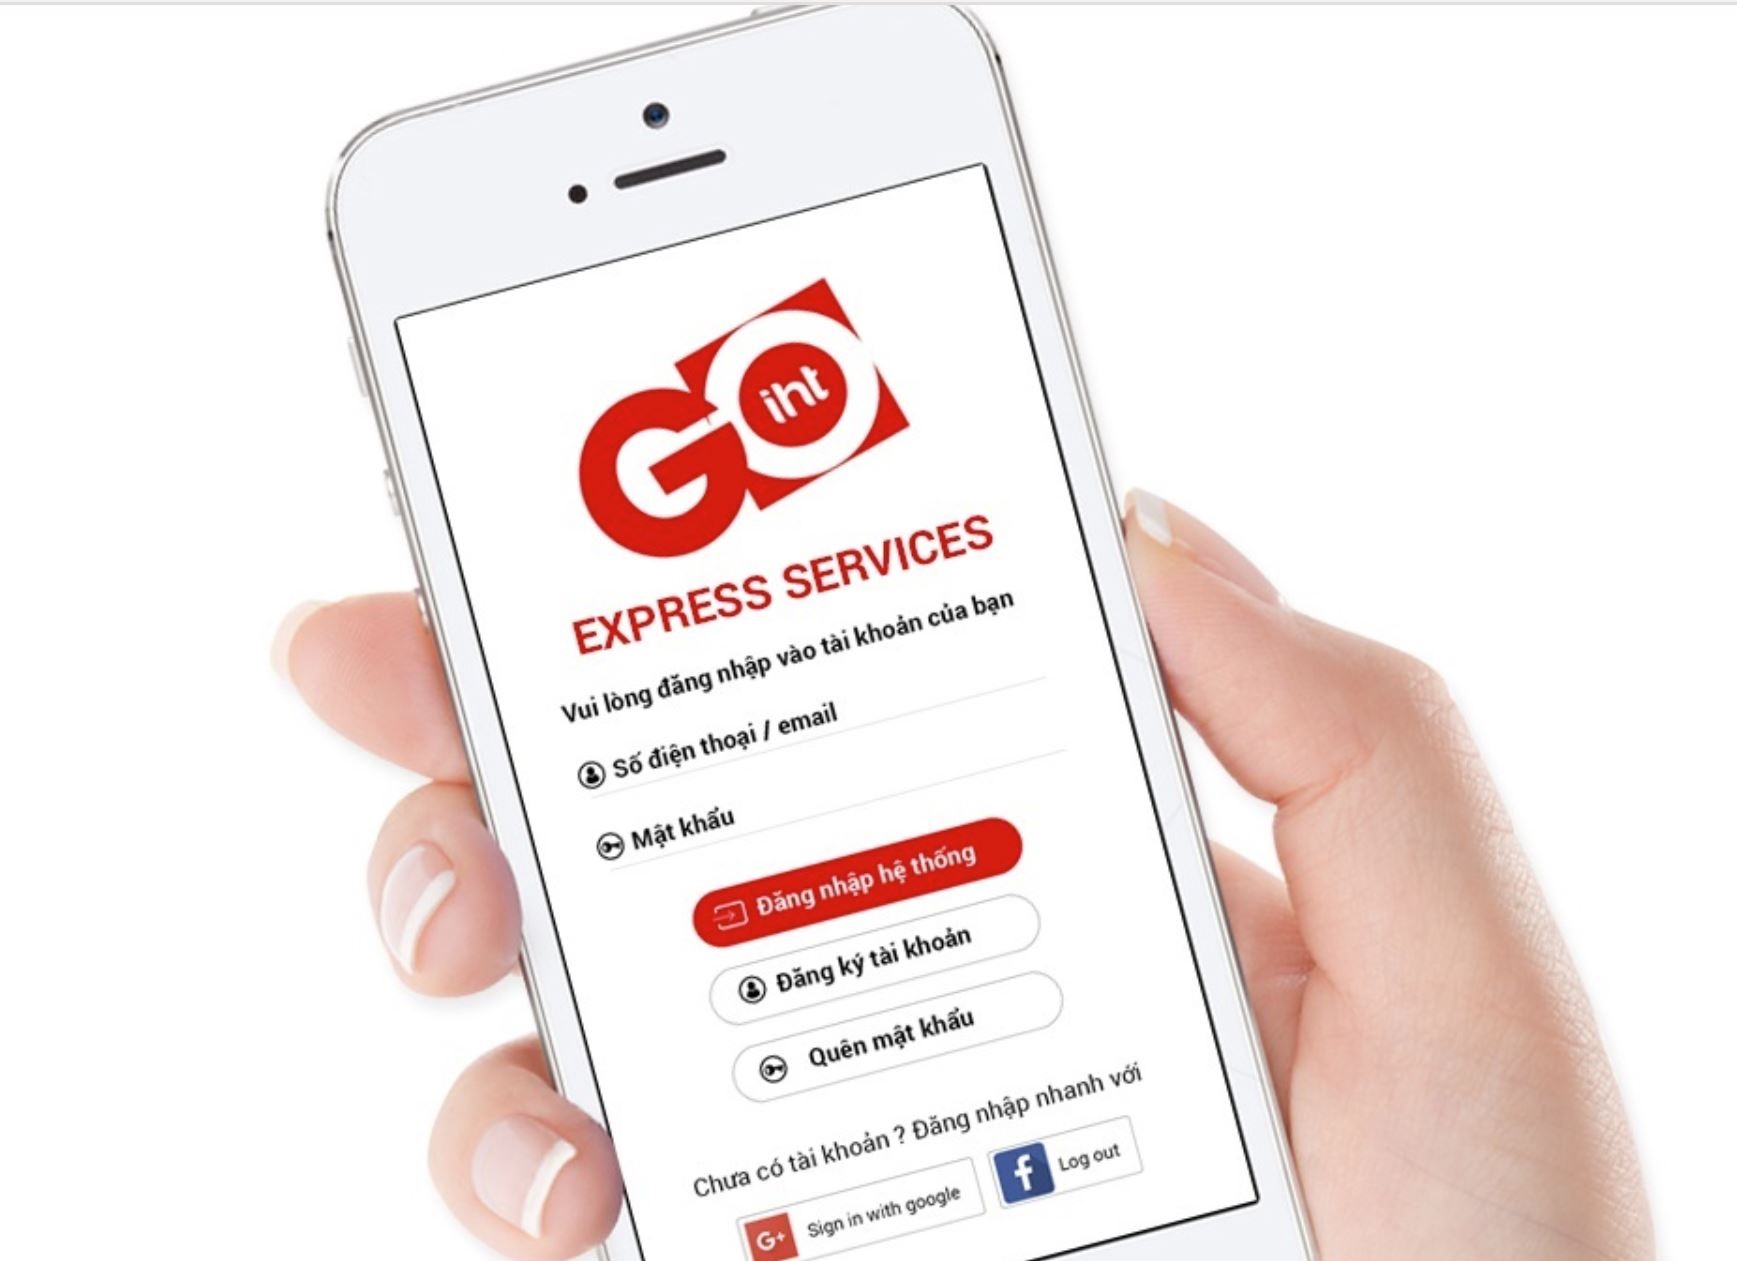 GO
iht
EXPRESS SERVICES
Vui lòng đăng nhập vào tài khoản của bạn
Số điện thoại / email
Mật khẩu
Đăng nhập hệ thống
Đăng ký tài khoản
Quên mật khẩu
Chưa có tài khoản ? Đăng nhập nhanh với
G+ Sign in with google
f Log out